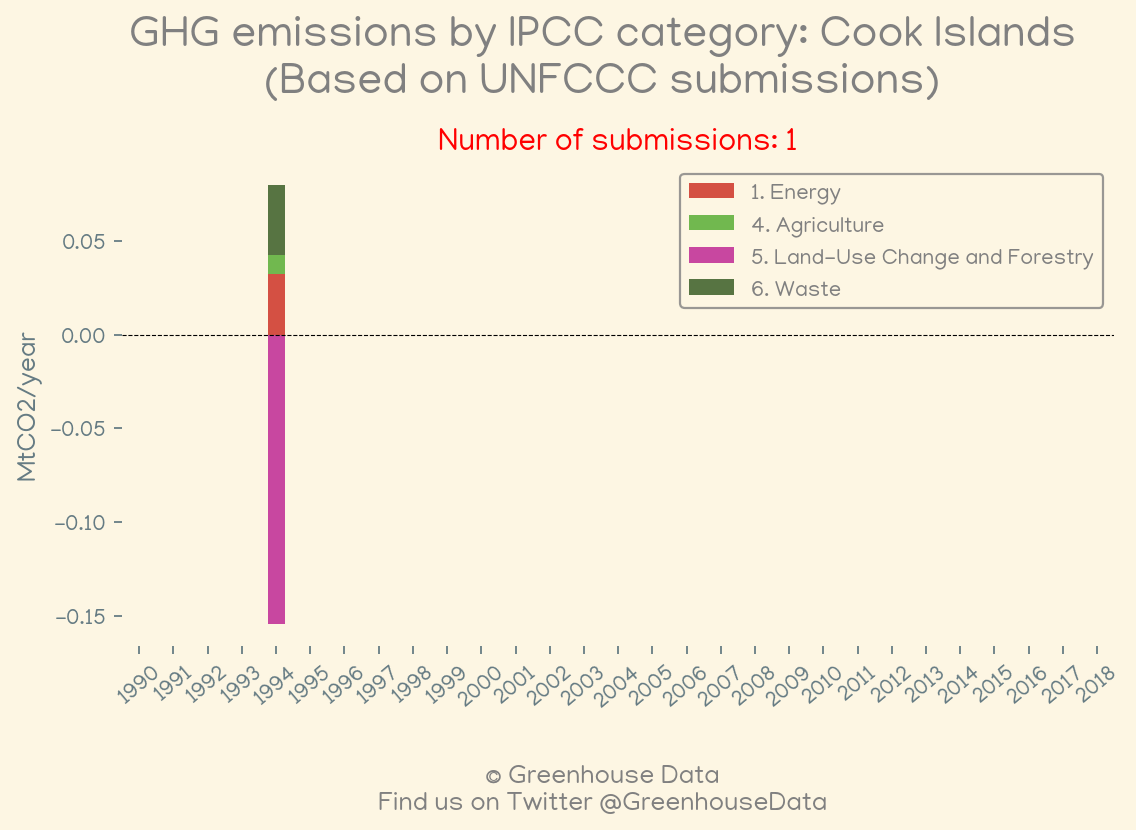 GHG emissions by IPCC category: Cook Islands
(Based on UNFCCC submissions)
Number of submissions: 1
1. Energy
4. Agriculture
5. Land-Use Change and Forestry
6. Waste
MtCO2/year
0.05
0.00
-0.05
-0.10
-0.15
1990 1991 1992 1993 1994 1995 1996 1997 1998 1999 2000 2001 2002 2003 2004 2005 2006 2007 2008 2009 2010 2011 2012 2013 2014 2015 2016 2017 2018
© Greenhouse Data
Find us on Twitter @GreenhouseData